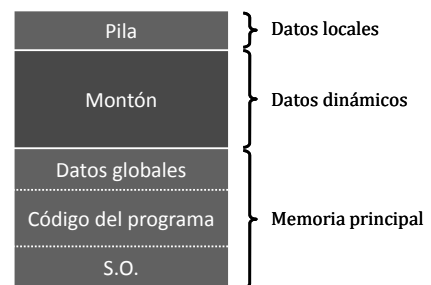 Pila
Datos locales
Montón
Datos dinámicos
Datos globales
Código del programa
Memoria principal
S.O.